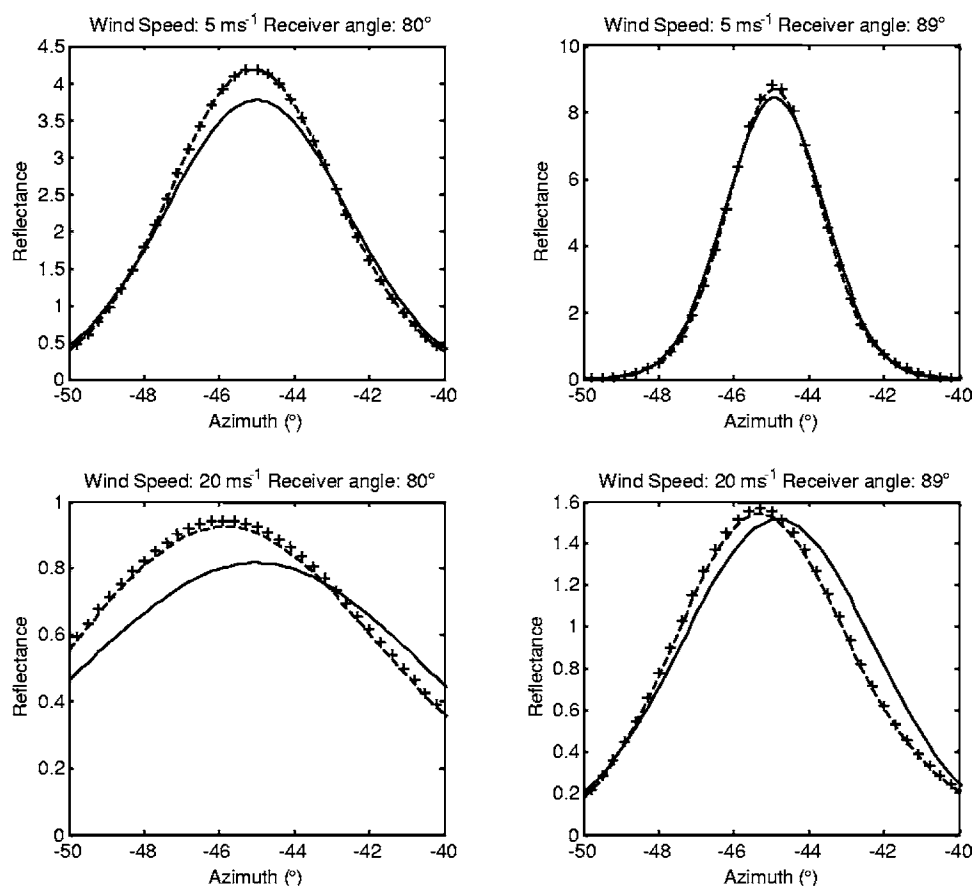 Wind Speed: 5 ms⁻¹ Receiver angle: 80°
4.5
4
3.5
3
2.5
2
1.5
1
0.5
0
Reflectance
-50 -48 -46 -44 -42 -40
Azimuth (°)
Wind Speed: 5 ms⁻¹ Receiver angle: 89°
10
8
6
4
2
0
Reflectance
-50 -48 -46 -44 -42 -40
Azimuth (°)
Wind Speed: 20 ms⁻¹ Receiver angle: 80°
1
0.8
0.6
0.4
0.2
0
Reflectance
-50 -48 -46 -44 -42 -40
Azimuth (°)
Wind Speed: 20 ms⁻¹ Receiver angle: 89°
1.6
1.4
1.2
1
0.8
0.6
0.4
0.2
0
Reflectance
-50 -48 -46 -44 -42 -40
Azimuth (°)